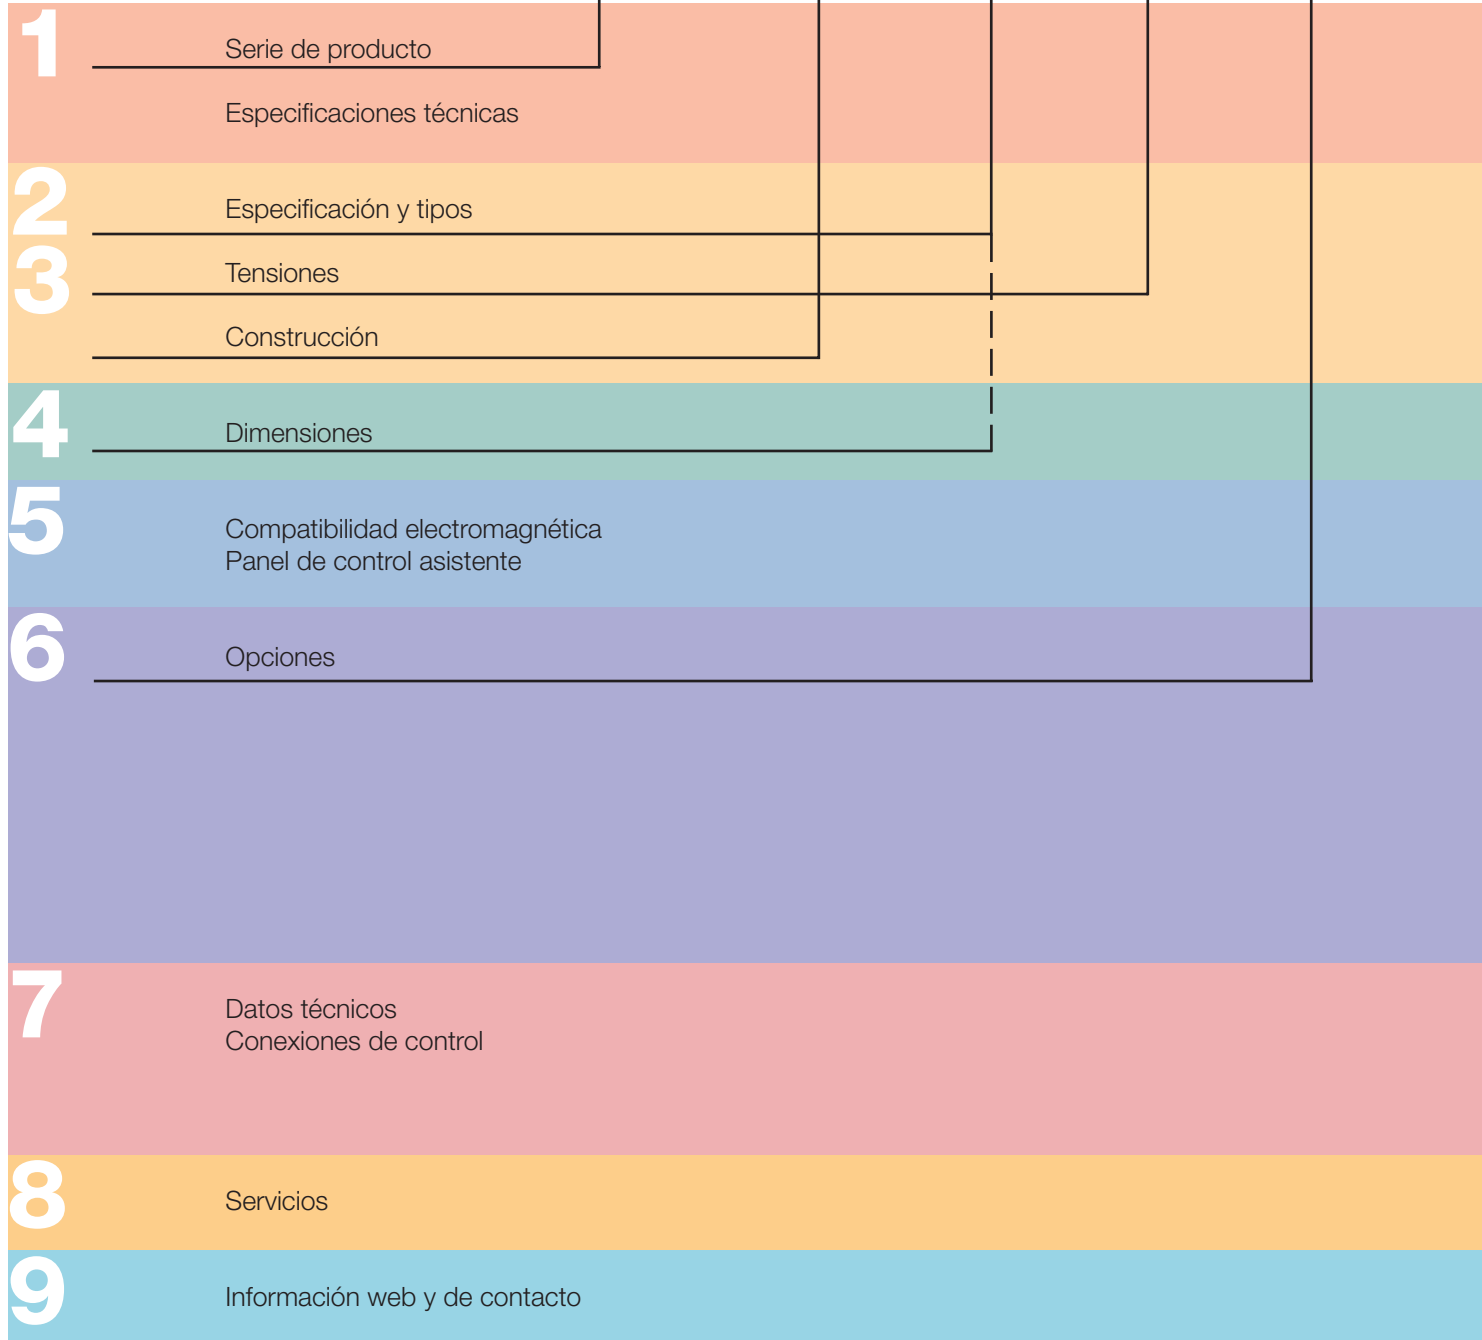 1
Serie de producto
Especificaciones técnicas
2
Especificación y tipos
3
Tensiones
Construcción
4
Dimensiones
5
Compatibilidad electromagnética
Panel de control asistente
6
Opciones
7
Datos técnicos
Conexiones de control
8
Servicios
9
Información web y de contacto